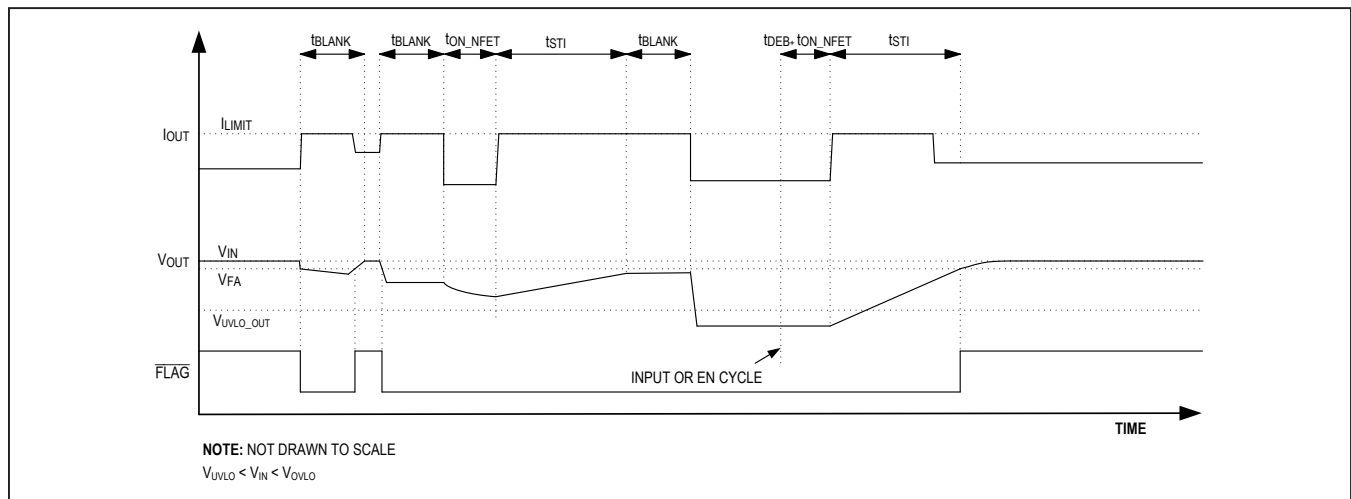 tBLANK tBLANK tON_NFET tSTI tBLANK tDEB+ tON_NFET tSTI
ILIMIT
IOUT
VIN
VOUT
VFA
VUVLO_OUT
FLAG
INPUT OR EN CYCLE
TIME
NOTE: NOT DRAWN TO SCALE
VUVLO < VIN < VOVLO